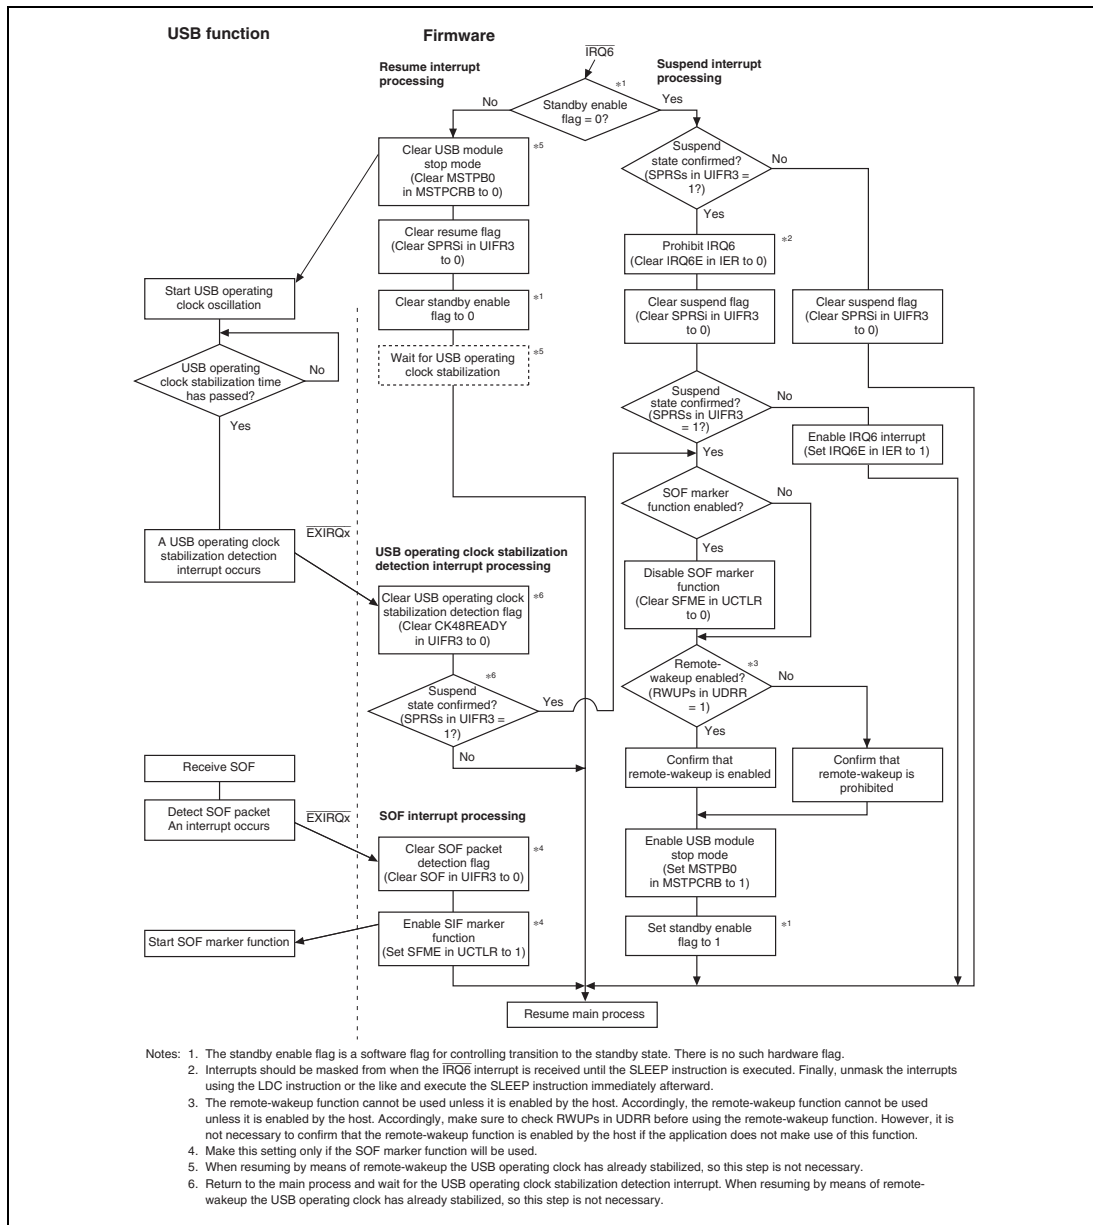 USB function
Firmware
IRQ6
Resume interrupt
processing
Suspend interrupt
processing
*1
Standby enable
flag = 0?
No
Yes
Clear USB module
stop mode
(Clear MSTPB0
in MSTPCRB to 0)
*5
Suspend
state confirmed?
(SPRSs in UIFR3 =
1?)
No
Yes
Clear resume flag
(Clear SPRSi in UIFR3
to 0)
Prohibit IRQ6
(Clear IRQ6E in IER to 0)
*2
Start USB operating
clock oscillation
Clear standby enable
flag to 0
*1
Clear suspend flag
(Clear SPRSi in UIFR3
to 0)
Clear suspend flag
(Clear SPRSi in UIFR3
to 0)
USB operating
clock stabilization time
has passed?
No
Yes
Wait for USB operating
clock stabilization
*5
Suspend
state confirmed?
(SPRSs in UIFR3
= 1?)
No
Yes
Enable IRQ6 interrupt
(Set IRQ6E in IER to 1)
SOF marker
function enabled?
No
Yes
A USB operating clock
stabilization detection
interrupt occurs
EXIRQx
USB operating clock stabilization
detection interrupt processing
Disable SOF marker
function
(Clear SFME in UCTLR
to 0)
Clear USB operating clock
stabilization detection flag
(Clear CK48READY
in UIFR3 to 0)
*6
Remote-
wakeup enabled?
(RWUPs in UDRR
= 1)
*3
No
Yes
*6
Suspend
state confirmed?
(SPRSs in UIFR3 =
1?)
Yes
No
Confirm that
remote-wakeup is enabled
Confirm that
remote-wakeup is
prohibited
Receive SOF
Detect SOF packet
An interrupt occurs
EXIRQx
SOF interrupt processing
Clear SOF packet
detection flag
(Clear SOF in UIFR3 to 0)
*4
Enable USB module
stop mode
(Set MSTPB0
in MSTPCRB to 1)
Start SOF marker function
Enable SIF marker
function
(Set SFME in UCTLR to 1)
*4
Set standby enable
flag to 1
*1
Resume main process
Notes: 1. The standby enable flag is a software flag for controlling transition to the standby state. There is no such hardware flag.
2. Interrupts should be masked from when the IRQ6 interrupt is received until the SLEEP instruction is executed. Finally, unmask the interrupts
using the LDC instruction or the like and execute the SLEEP instruction immediately afterward.
3. The remote-wakeup function cannot be used unless it is enabled by the host. Accordingly, the remote-wakeup function cannot be used
unless it is enabled by the host. Accordingly, make sure to check RWUPs in UDRR before using the remote-wakeup function. However, it is
not necessary to confirm that the remote-wakeup function is enabled by the host if the application does not make use of this function.
4. Make this setting only if the SOF marker function will be used.
5. When resuming by means of remote-wakeup the USB operating clock has already stabilized, so this step is not necessary.
6. Return to the main process and wait for the USB operating clock stabilization detection interrupt. When resuming by means of remote-
wakeup the USB operating clock has already stabilized, so this step is not necessary.